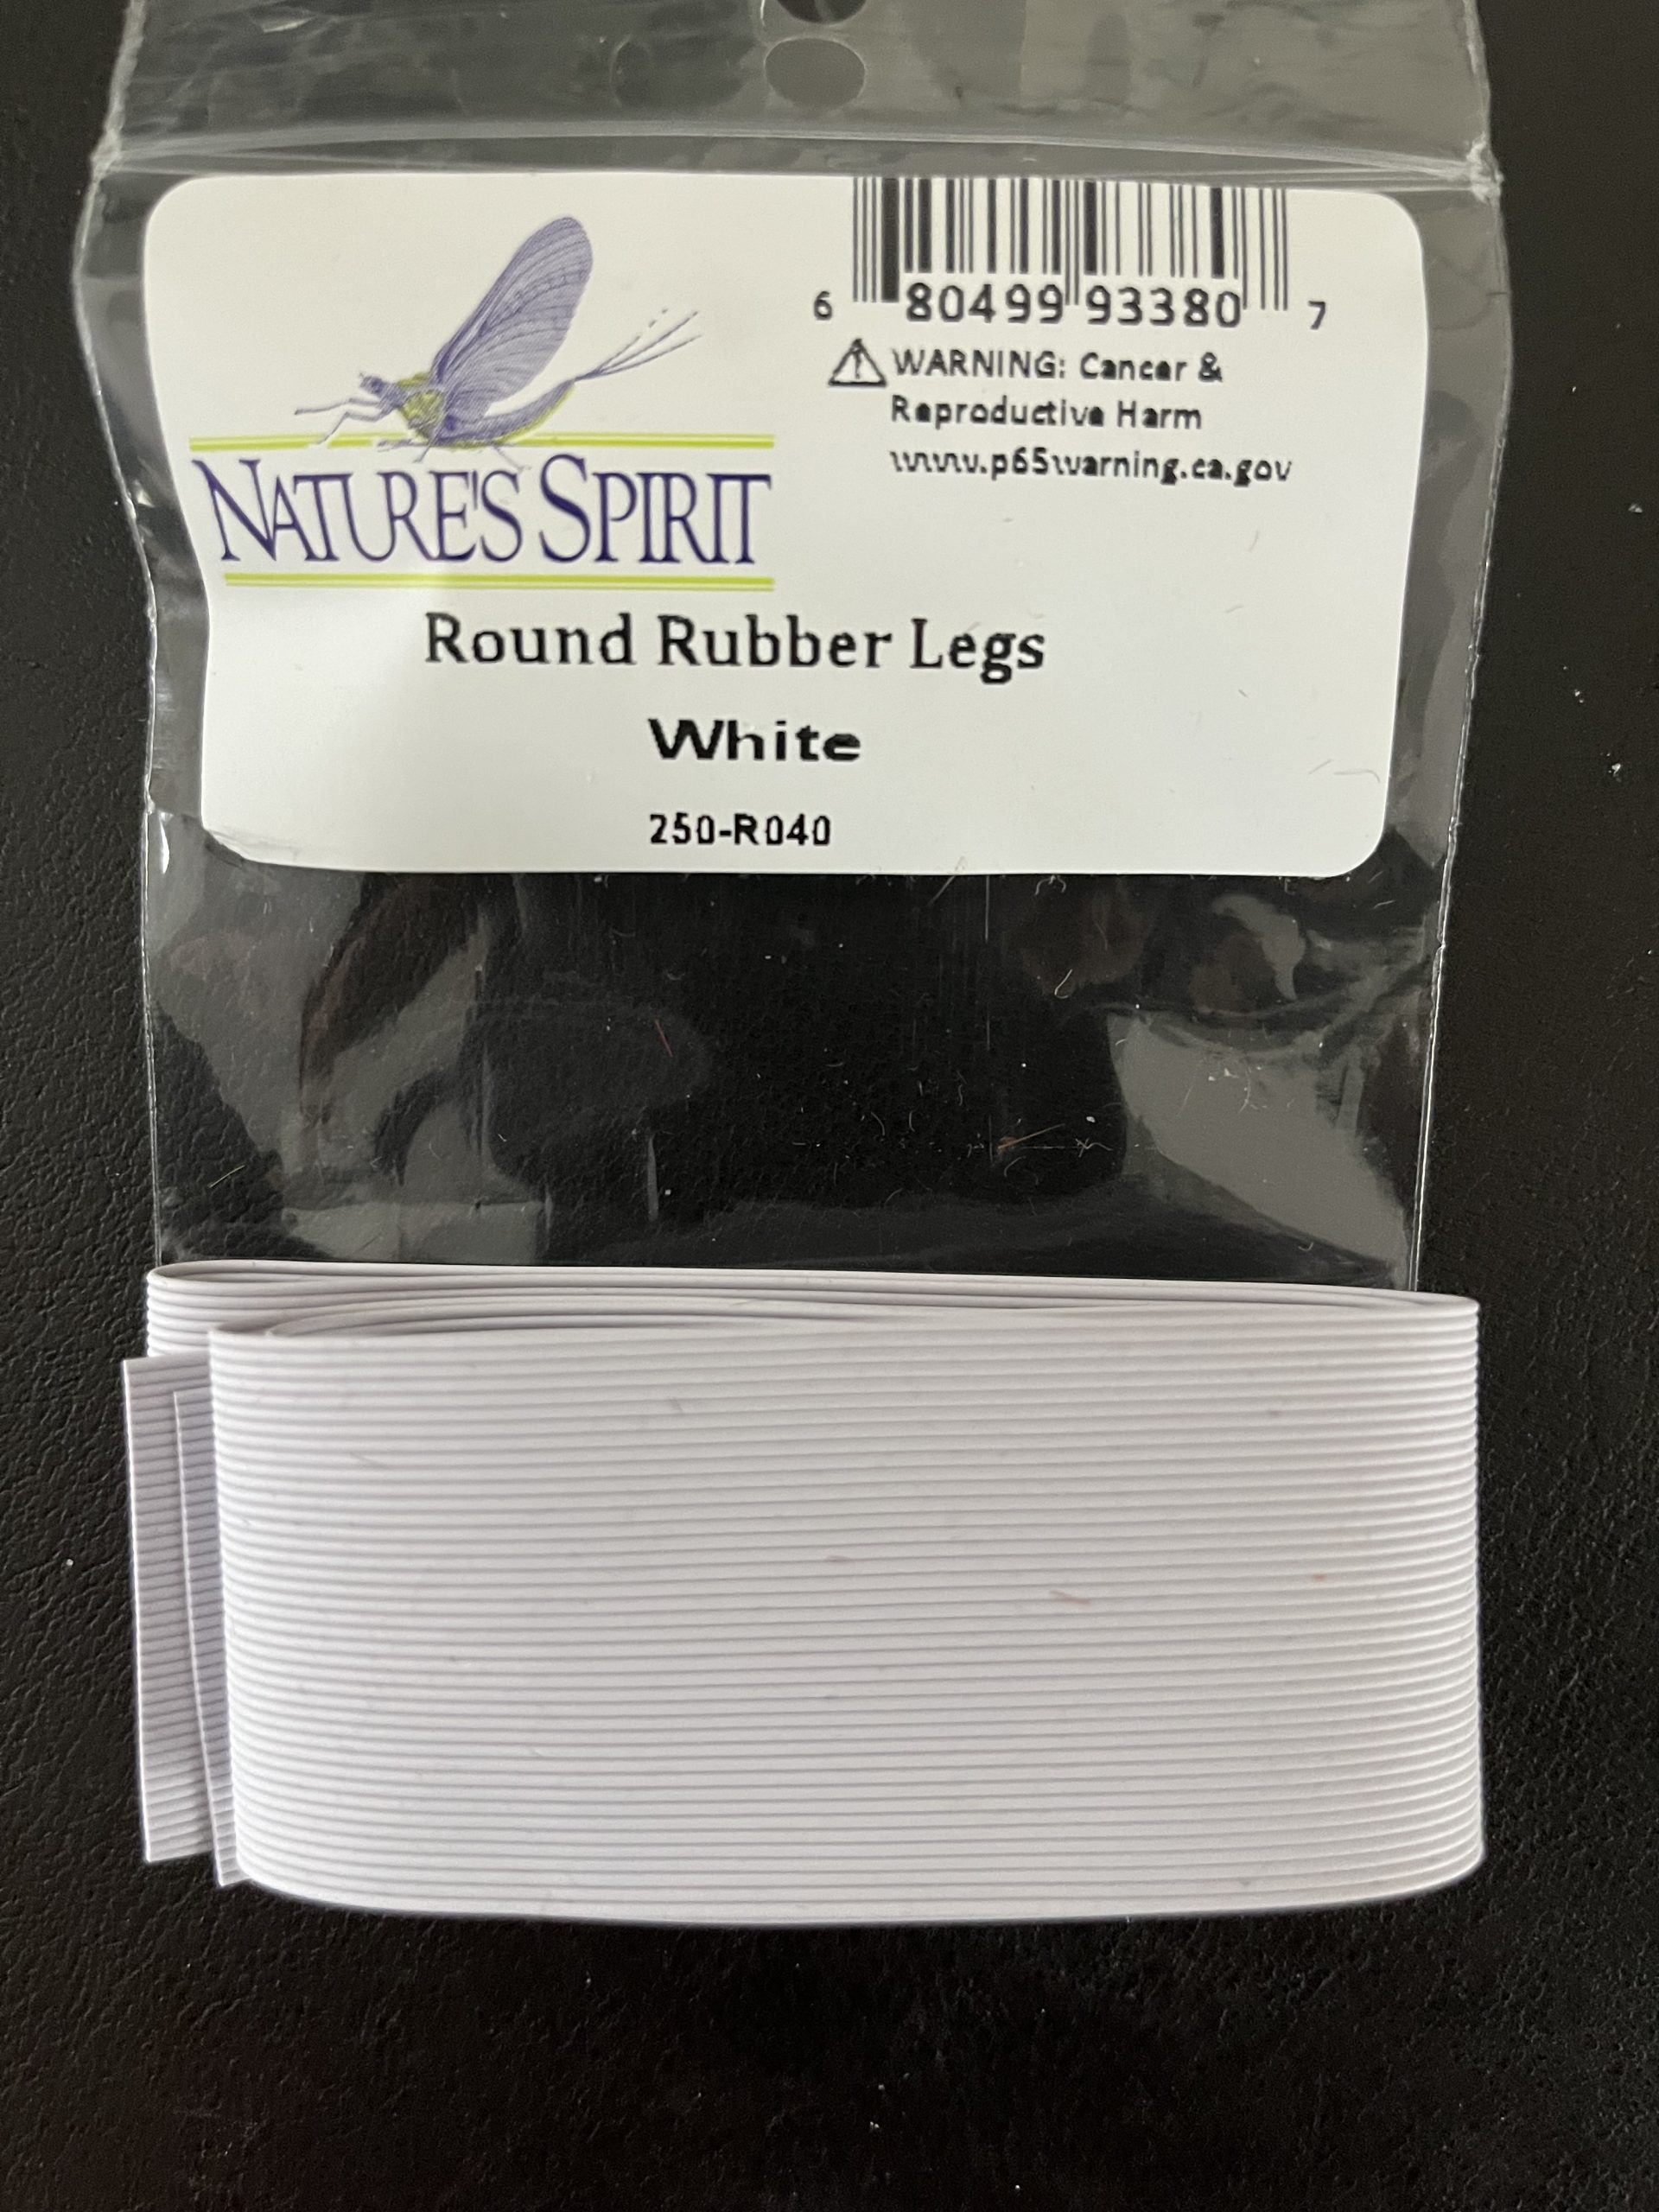 6 80499 93380 7
⚠ WARNING: Cancer &
Reproductive Harm
www.p65warning.ca.gov
NATURE'S SPIRIT
Round Rubber Legs
White
250-R040